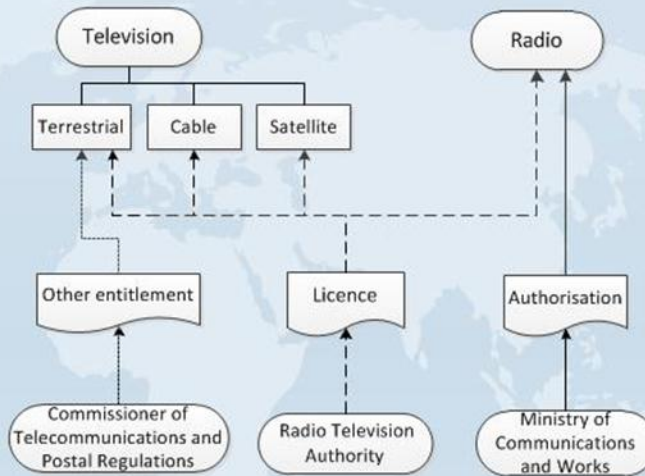 Television
Radio
Terrestrial
Cable
Satellite
Other entitlement
Licence
Authorisation
Commissioner of
Telecommunications and
Postal Regulations
Radio Television
Authority
Ministry of
Communications
and Works